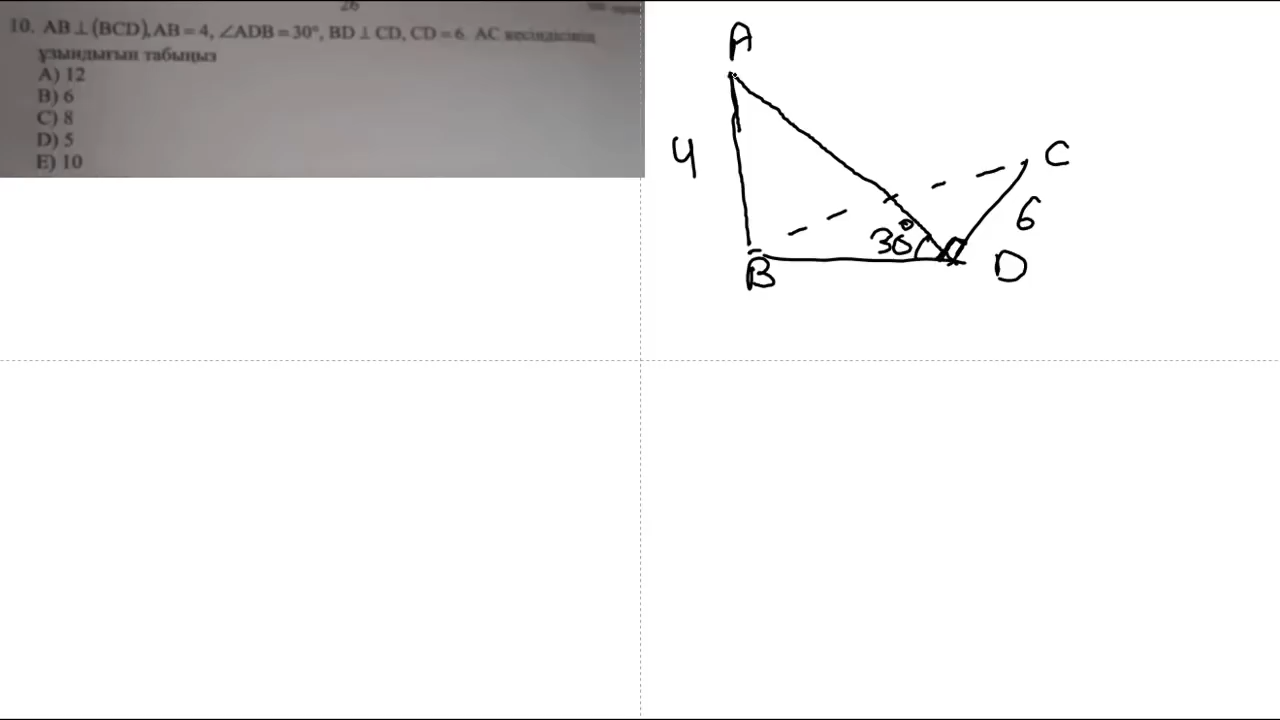 26
10. AB ⊥ (BCD), AB = 4, ∠ADB = 30°, BD ⊥ CD, CD = 6. AC кесіндісінің
ұзындығын табыңыз
A) 12
B) 6
C) 8
D) 5
E) 10
A
4
C
6
30°
B
D